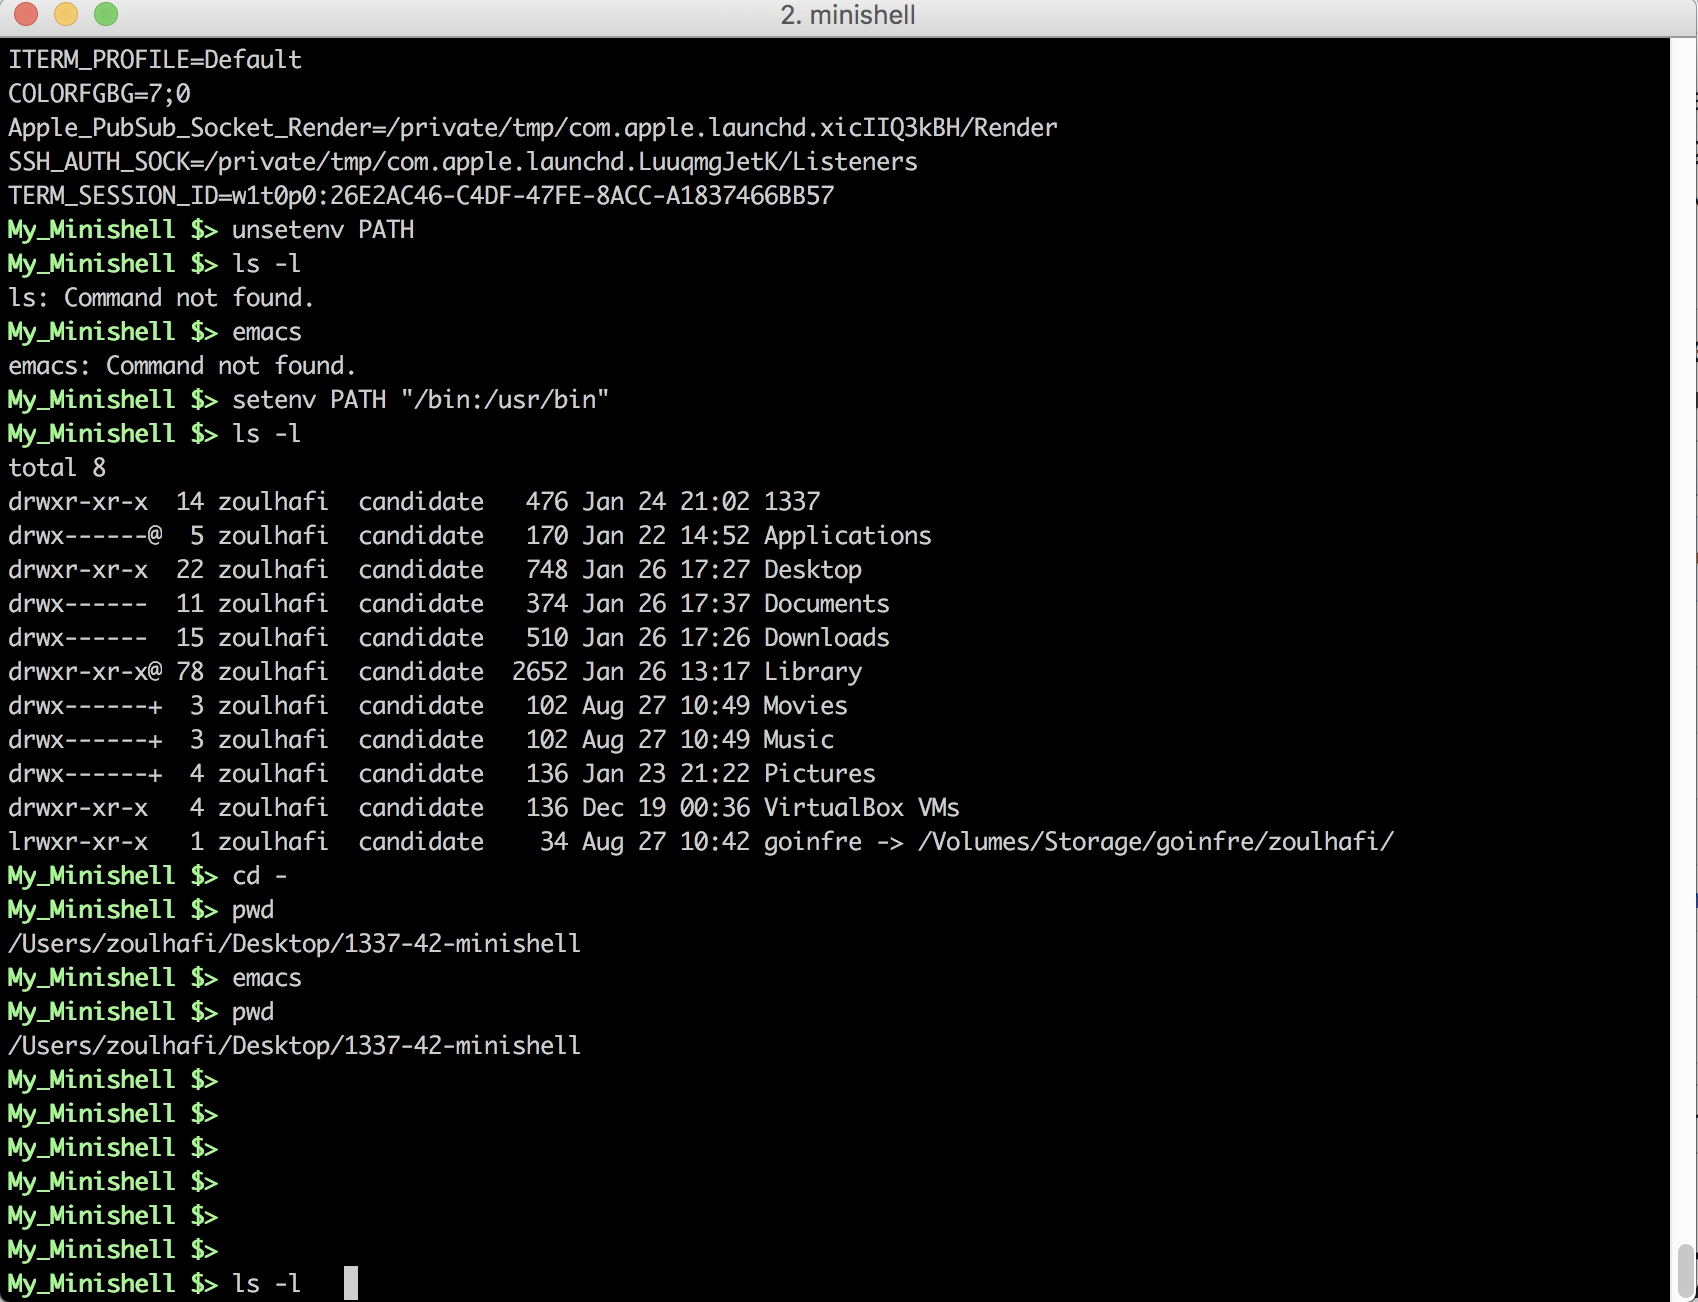 2. minishell
ITERM_PROFILE=Default
COLORFGBG=7;0
Apple_PubSub_Socket_Render=/private/tmp/com.apple.launchd.xicIIQ3kBH/Render
SSH_AUTH_SOCK=/private/tmp/com.apple.launchd.LuuqmgJetK/Listeners
TERM_SESSION_ID=w1t0p0:26E2AC46-C4DF-47FE-8ACC-A1837466BB57
My_Minishell $> unsetenv PATH
My_Minishell $> ls -l
ls: Command not found.
My_Minishell $> emacs
emacs: Command not found.
My_Minishell $> setenv PATH "/bin:/usr/bin"
My_Minishell $> ls -l
total 8
drwxr-xr-x  14 zoulhafi  candidate   476 Jan 24 21:02 1337
drwx------@  5 zoulhafi  candidate   170 Jan 22 14:52 Applications
drwxr-xr-x  22 zoulhafi  candidate   748 Jan 26 17:27 Desktop
drwx------  11 zoulhafi  candidate   374 Jan 26 17:37 Documents
drwx------  15 zoulhafi  candidate   510 Jan 26 17:26 Downloads
drwxr-xr-x@ 78 zoulhafi  candidate  2652 Jan 26 13:17 Library
drwx------+  3 zoulhafi  candidate   102 Aug 27 10:49 Movies
drwx------+  3 zoulhafi  candidate   102 Aug 27 10:49 Music
drwx------+  4 zoulhafi  candidate   136 Jan 23 21:22 Pictures
drwxr-xr-x   4 zoulhafi  candidate   136 Dec 19 00:36 VirtualBox VMs
lrwxr-xr-x   1 zoulhafi  candidate    34 Aug 27 10:42 goinfre -> /Volumes/Storage/goinfre/zoulhafi/
My_Minishell $> cd -
My_Minishell $> pwd
/Users/zoulhafi/Desktop/1337-42-minishell
My_Minishell $> emacs
My_Minishell $> pwd
/Users/zoulhafi/Desktop/1337-42-minishell
My_Minishell $>
My_Minishell $>
My_Minishell $>
My_Minishell $>
My_Minishell $>
My_Minishell $>
My_Minishell $> ls -l